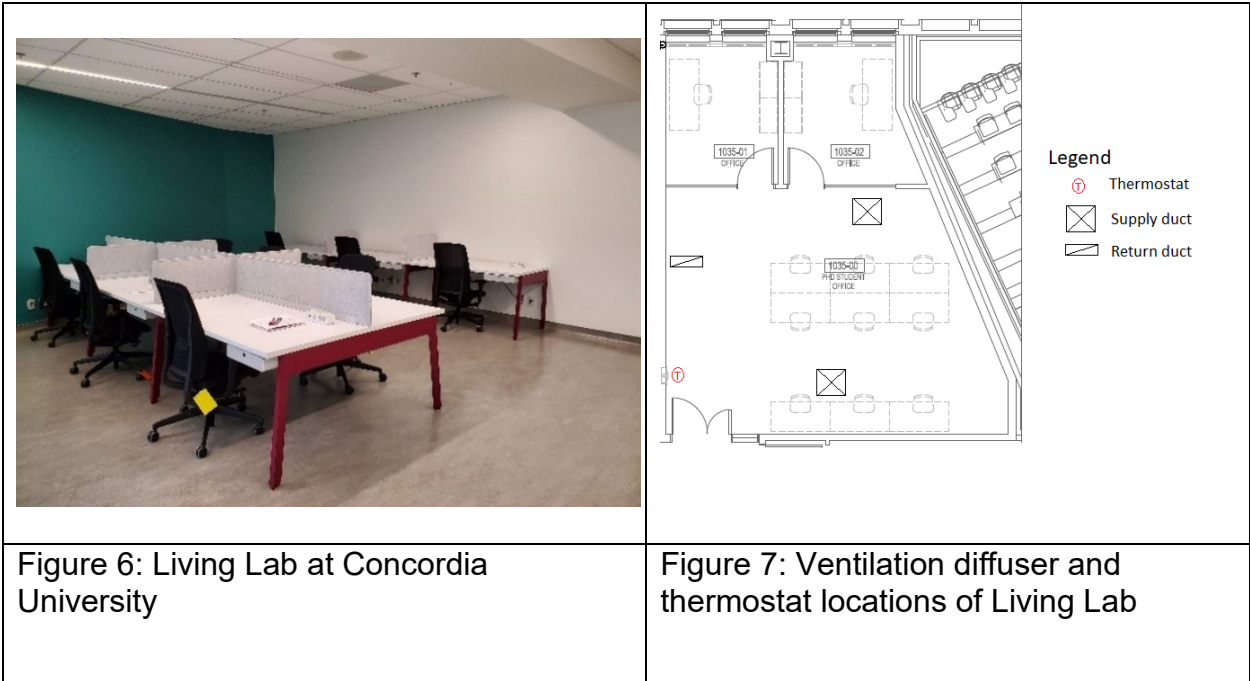 1035-01
OFFICE
1035-02
OFFICE
1035-00
PHD STUDENT
OFFICE
T
Legend
T Thermostat
Supply duct
Return duct
Figure 6: Living Lab at Concordia
University
Figure 7: Ventilation diffuser and
thermostat locations of Living Lab